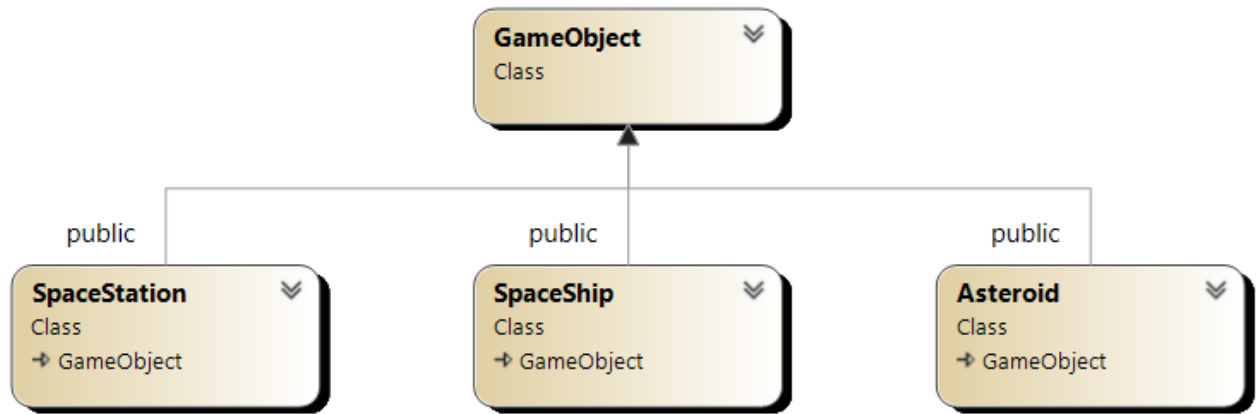 GameObject
Class
public
public
public
SpaceStation
Class
GameObject
SpaceShip
Class
GameObject
Asteroid
Class
GameObject